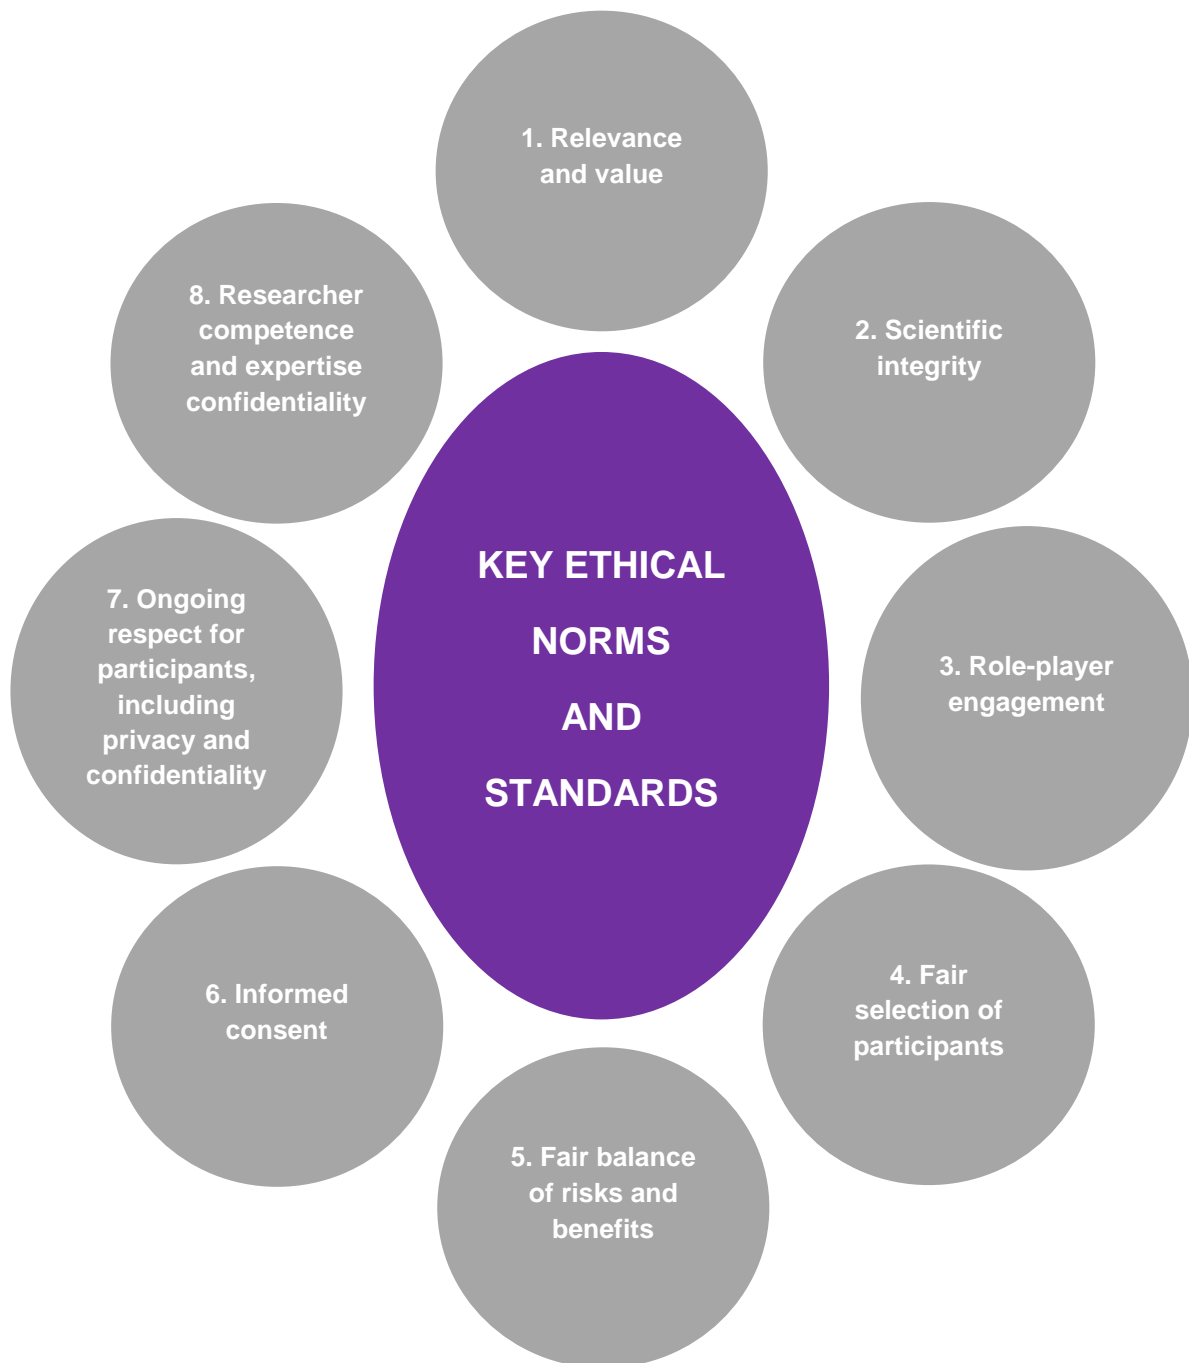 1. Relevance
and value
2. Scientific
integrity
3. Role-player
engagement
4. Fair
selection of
participants
5. Fair balance
of risks and
benefits
6. Informed
consent
7. Ongoing
respect for
participants,
including
privacy and
confidentiality
8. Researcher
competence
and expertise
confidentiality
KEY ETHICAL
NORMS
AND
STANDARDS